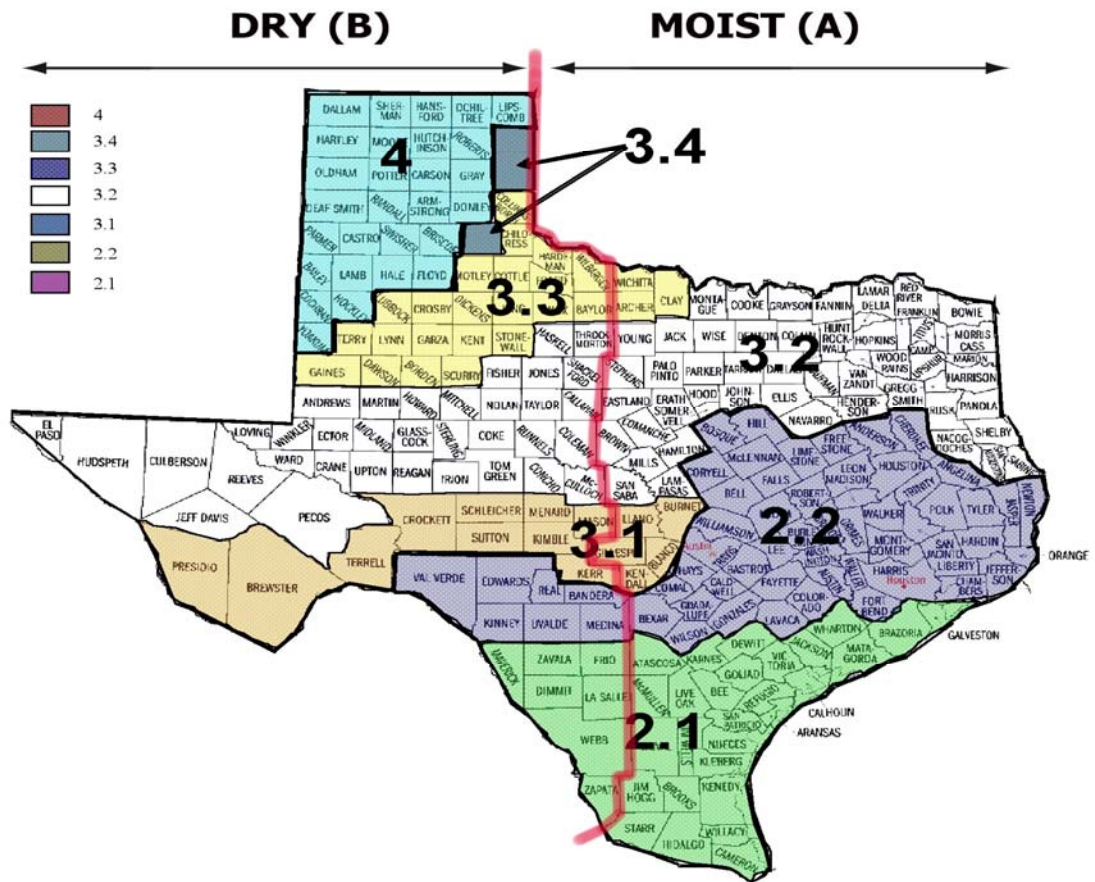 DRY (B)
MOIST (A)
4
3.4
3.3
3.2
3.1
2.2
2.1
DALLAM
SHER-
MAN
HANS-
FORD
OCHIL-
TREE
LIPS-
COMB
HARTLEY
HUTCH-
INSON
ROBERTS
3.4
4
OLDHAM
POTTER
CARSON
GRAY
DEAF SMITH
RANDALL
ARM-
STRONG
DONLEY
PARMER
CASTRO
SWISHER
CHILD-
RESS
BAILEY
LAMB
HALE
FLOYD
MOTLEY
COTTLE
HARDE-
MAN
WILBARGER
WICHITA
3.3
COCHRAN
HOCKLEY
LUBBOCK
CROSBY
DICKENS
BAYLOR
ARCHER
CLAY
MONTA-
GUE
COOKE
GRAYSON
FANNIN
LAMAR
DELTA
RED
RIVER
FRANKLIN
BOWIE
YOAKUM
TERRY
LYNN
GARZA
KENT
STONE-
WALL
HASKELL
THROCK-
MORTON
YOUNG
JACK
WISE
DENTON
COLLIN
HUNT
ROCK-
WALL
HOPKINS
TITUS
CAMP
MORRIS
CASS
3.2
GAINES
DAWSON
BORDEN
SCURRY
FISHER
JONES
SHACKEL-
FORD
STEPHENS
PALO
PINTO
PARKER
WOOD
RAINS
UPSHUR
MARION
HARRISON
ANDREWS
MARTIN
HOWARD
MITCHELL
NOLAN
TAYLOR
CALLAHAN
EASTLAND
ERATH
SOMER-
VELL
HOOD
JOHN-
SON
ELLIS
VAN
ZANDT
HENDER-
SON
GREGG
SMITH
RUSK
PANOLA
EL
PASO
HUDSPETH
CULBERSON
LOVING
WINKLER
ECTOR
MIDLAND
GLASS-
COCK
STERLING
COKE
RUNNELS
COLEMAN
BROWN
COMANCHE
HAMILTON
BOSQUE
HILL
NAVARRO
FREE
STONE
ANDERSON
CHEROKEE
NACOG-
DOCHES
SHELBY
REEVES
WARD
CRANE
UPTON
REAGAN
IRION
TOM
GREEN
CONCHO
Mc-
CULLOCH
SAN
SABA
MILLS
LAM-
PASAS
CORYELL
McLENNAN
LIME-
STONE
FALLS
LEON
MADISON
HOUSTON
ANGELINA
SABINE
JEFF DAVIS
PECOS
CROCKETT
SCHLEICHER
MENARD
MASON
LLANO
BURNET
BELL
ROBERT-
SON
TRINITY
WALKER
POLK
TYLER
JASPER
NEWTON
2.2
PRESIDIO
BREWSTER
TERRELL
SUTTON
KIMBLE
GILLESPIE
3.1
BLANCO
WILLIAMSON
TRAVIS
LEE
WASH-
INGTON
GRIMES
MONT-
GOMERY
SAN
JACINTO
HARDIN
LIBERTY
ORANGE
KERR
KEN-
DALL
HAYS
BASTROP
AUSTIN
WALLER
HARRIS
Houston
CHAM-
BERS
JEFFER-
SON
VAL VERDE
EDWARDS
REAL
BANDERA
COMAL
CALD-
WELL
FAYETTE
COLOR-
ADO
FORT
BEND
KINNEY
UVALDE
MEDINA
BEXAR
GUADA-
LUPE
WILSON
GONZALES
LAVACA
WHARTON
BRAZORIA
GALVESTON
MAVERICK
ZAVALA
FRIO
ATASCOSA
KARNES
DEWITT
JACKSON
MATA-
GORDA
DIMMIT
LA SALLE
McMULLEN
LIVE
OAK
BEE
GOLIAD
VIC-
TORIA
REFUGIO
CALHOUN
ARANSAS
SAN
PATRICIO
WEBB
2.1
NUECES
KLEBERG
ZAPATA
JIM
HOGG
BROOKS
KENEDY
STARR
HIDALGO
WILLACY
CAMERON